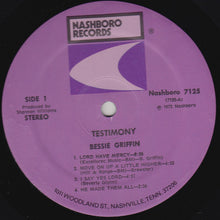 NASHBORO
RECORDS
SIDE 1
Produced by
Shannon Williams
STEREO
Nashboro 7125
℗ 1973 Nashboro
TESTIMONY
BESSIE GRIFFIN
1. LORD HAVE MERCY
2. MOVE ON UP A LITTLE HIGHER
3. I SAY YES LORD
4. HE MADE THEM ALL
1011 WOODLAND ST., NASHVILLE, TENN. 37206